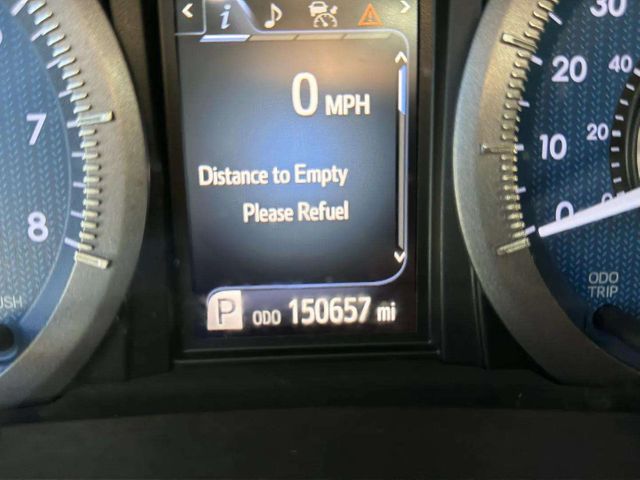 i
0 MPH
Distance to Empty
Please Refuel
P ODO 150657 mi
7
8
30
20
10
0
40
20
0
ODO
TRIP